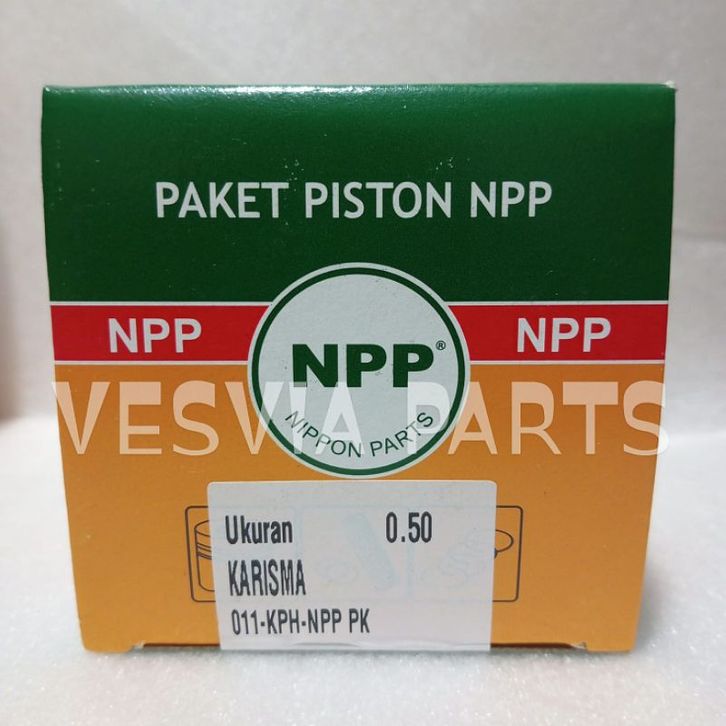 PAKET PISTON NPP
NPP
NPP®
NPP
NIPPON PARTS
VESVIA PARTS
Ukuran 0.50
KARISMA
011-KPH-NPP PK